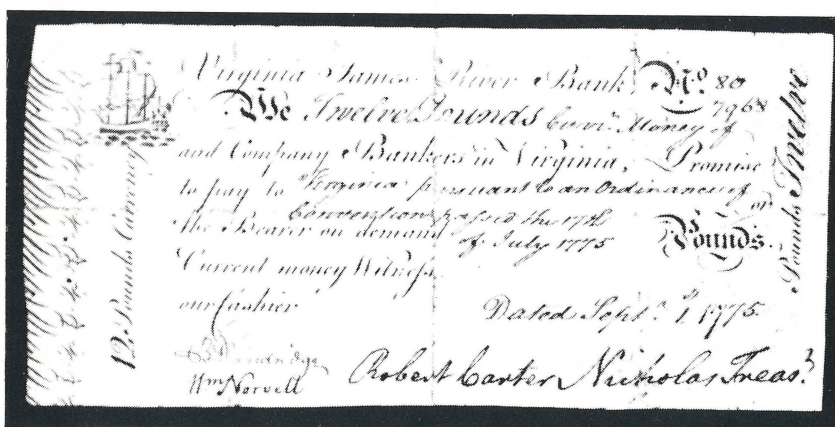 Virginia James River Bank No 80
7968
We Twelve Pounds Curr. Money of
and Company Bankers in Virginia, Promise
to pay to Virginia pursuant to an Ordinance of
Convention passed the 17th or
the Bearer on demand of July 1775 Pounds.
Current money Witness
our Cashier
Dated Sept. 1, 1775.
Dandridge
Wm Norvell Robert Carter Nicholas Treas.r
12. Pounds Currency
Pounds Twelve